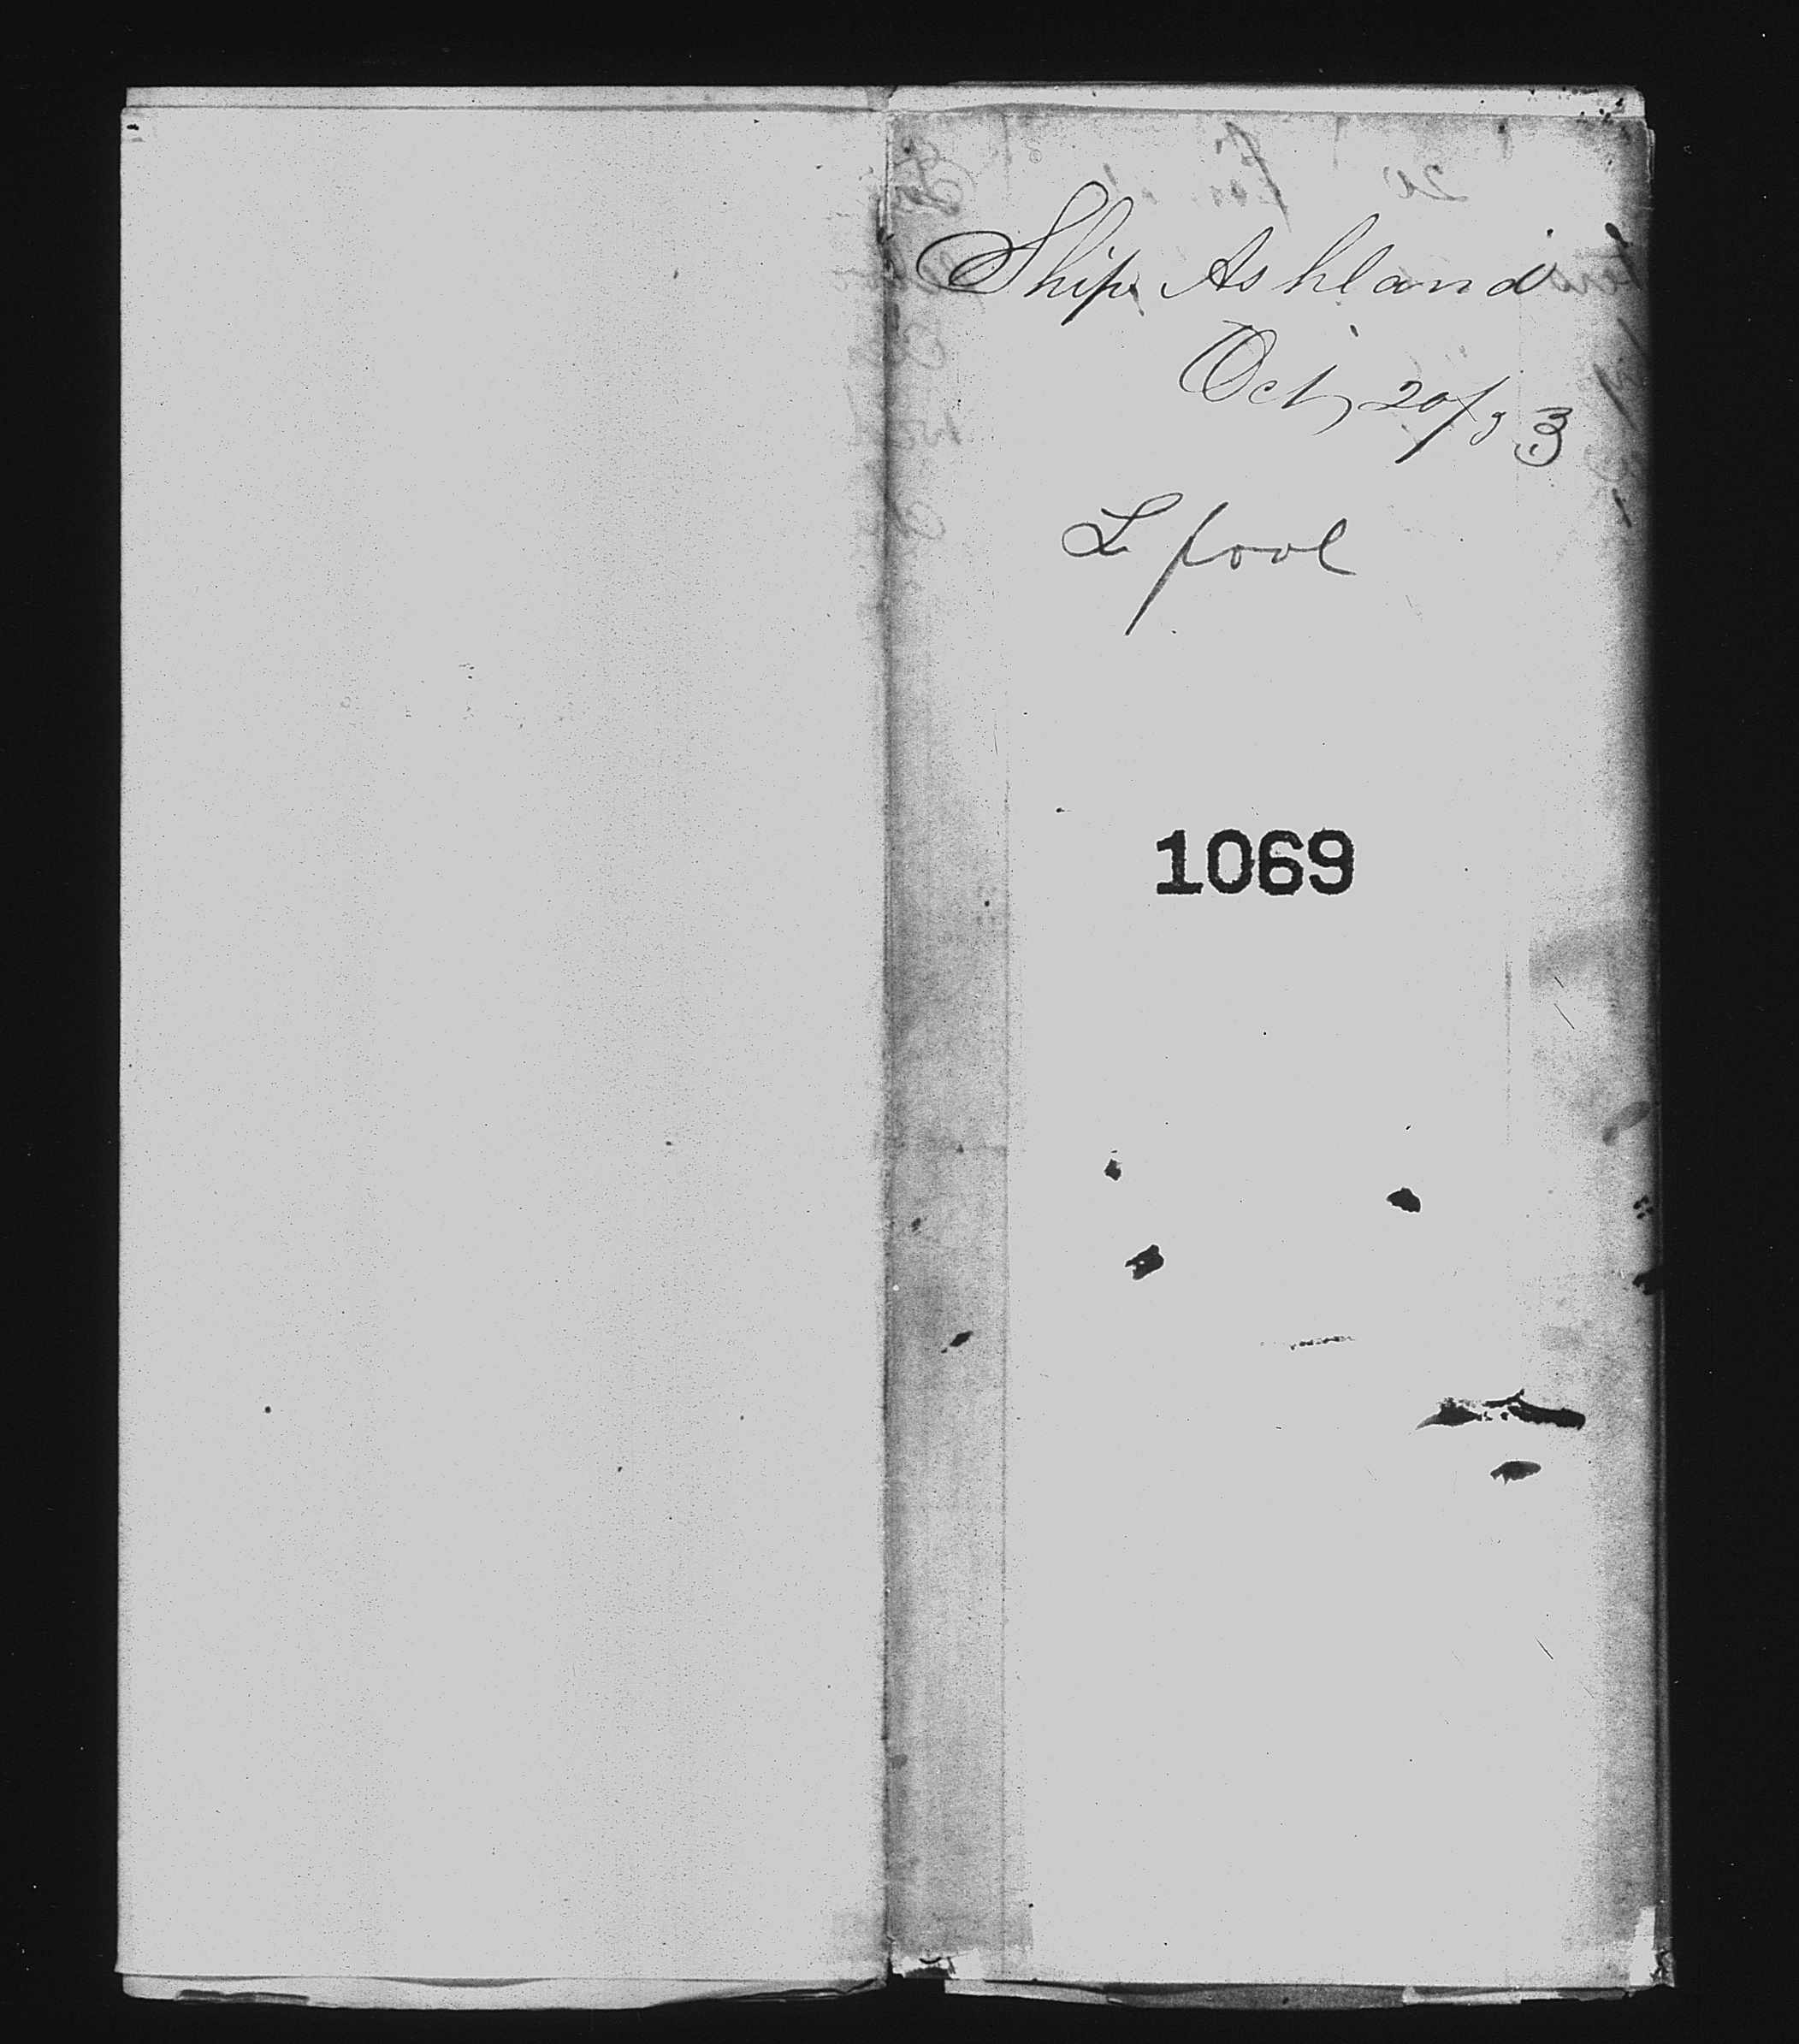 Ship Ashland
Oct 20/53
L pool
1069